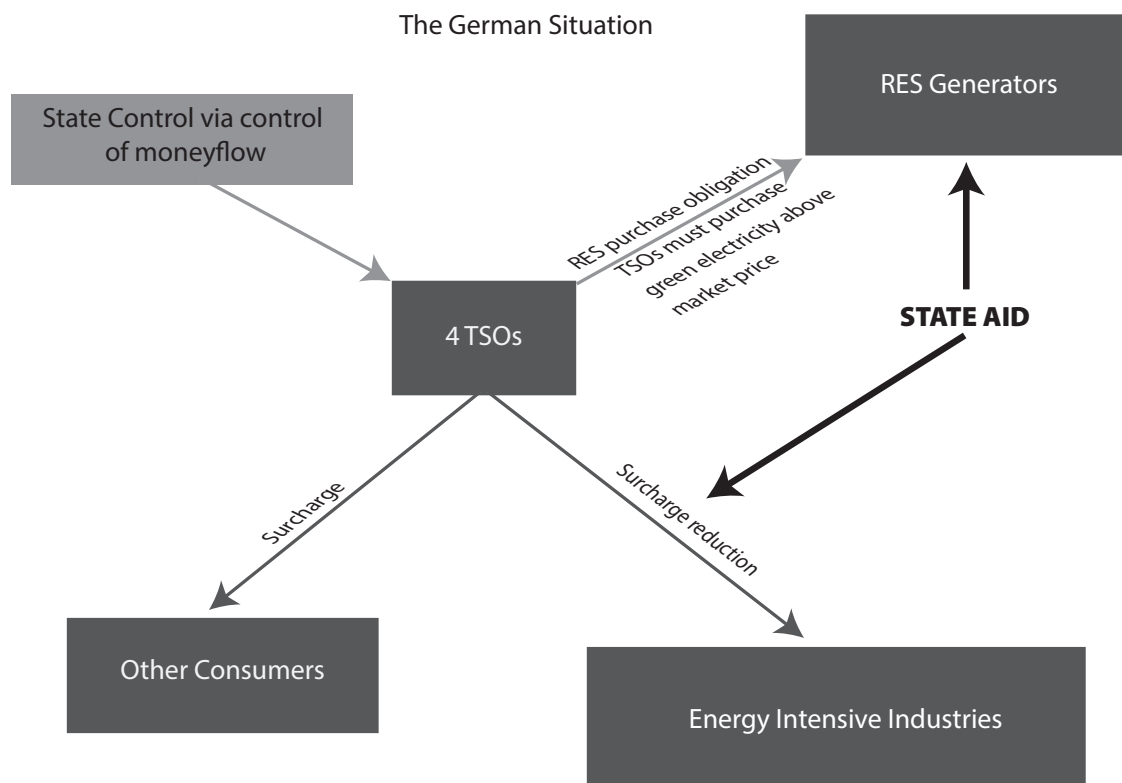 The German Situation
RES Generators
State Control via control
of moneyflow
RES purchase obligation
TSOs must purchase
green electricity above
market price
STATE AID
4 TSOs
Surcharge
Surcharge reduction
Other Consumers
Energy Intensive Industries